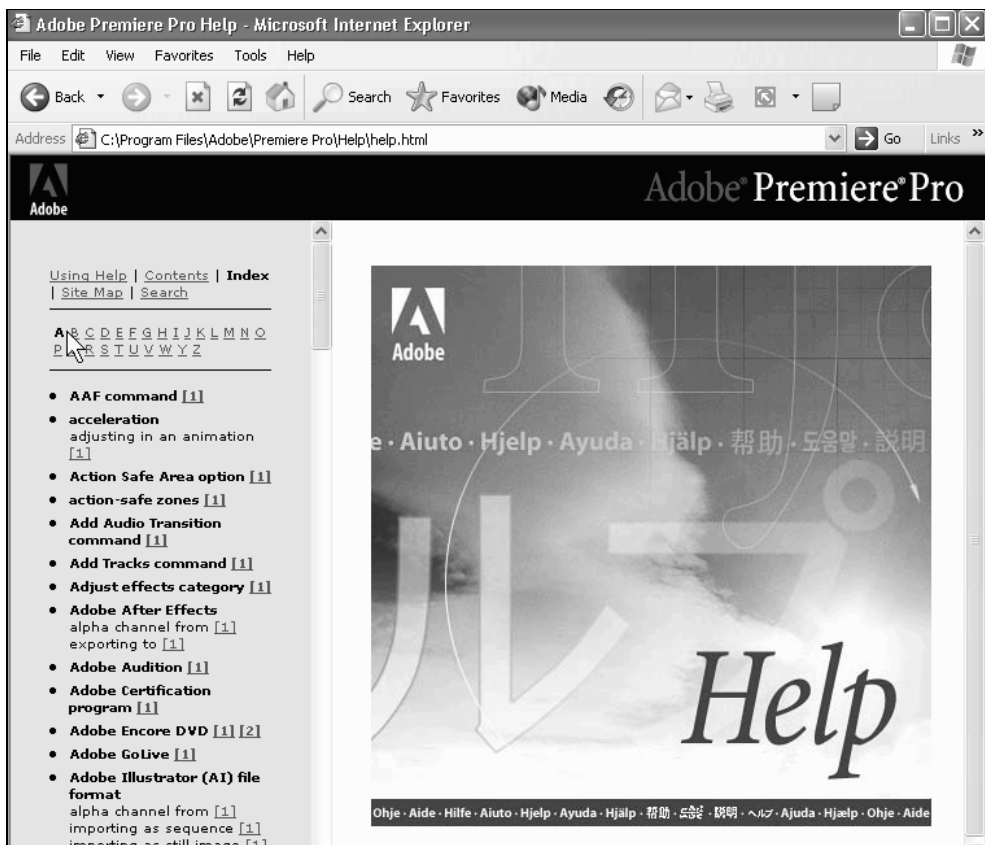 Adobe Premiere Pro Help - Microsoft Internet Explorer
File Edit View Favorites Tools Help
Back Search Favorites Media
Address C:\Program Files\Adobe\Premiere Pro\Help\help.html Go Links »
Adobe
Adobe® Premiere® Pro
Using Help | Contents | Index
| Site Map | Search
A B C D E F G H I J K L M N O
P R S T U V W Y Z
• AAF command [1]
• acceleration
adjusting in an animation
[1]
• Action Safe Area option [1]
• action-safe zones [1]
• Add Audio Transition
command [1]
• Add Tracks command [1]
• Adjust effects category [1]
• Adobe After Effects
alpha channel from [1]
exporting to [1]
• Adobe Audition [1]
• Adobe Certification
program [1]
• Adobe Encore DVD [1] [2]
• Adobe GoLive [1]
• Adobe Illustrator (AI) file
format
alpha channel from [1]
importing as sequence [1]
importing as still image [1]
Adobe
e · Aiuto · Hjelp · Ayuda · Hjälp · 帮助 · 도움말 · 説明
ルプ
Help
Ohje · Aide · Hilfe · Aiuto · Hjelp · Ayuda · Hjälp · 帮助 · 도움말 · 説明 · ヘルプ · Ajuda · Hjælp · Ohje · Aide